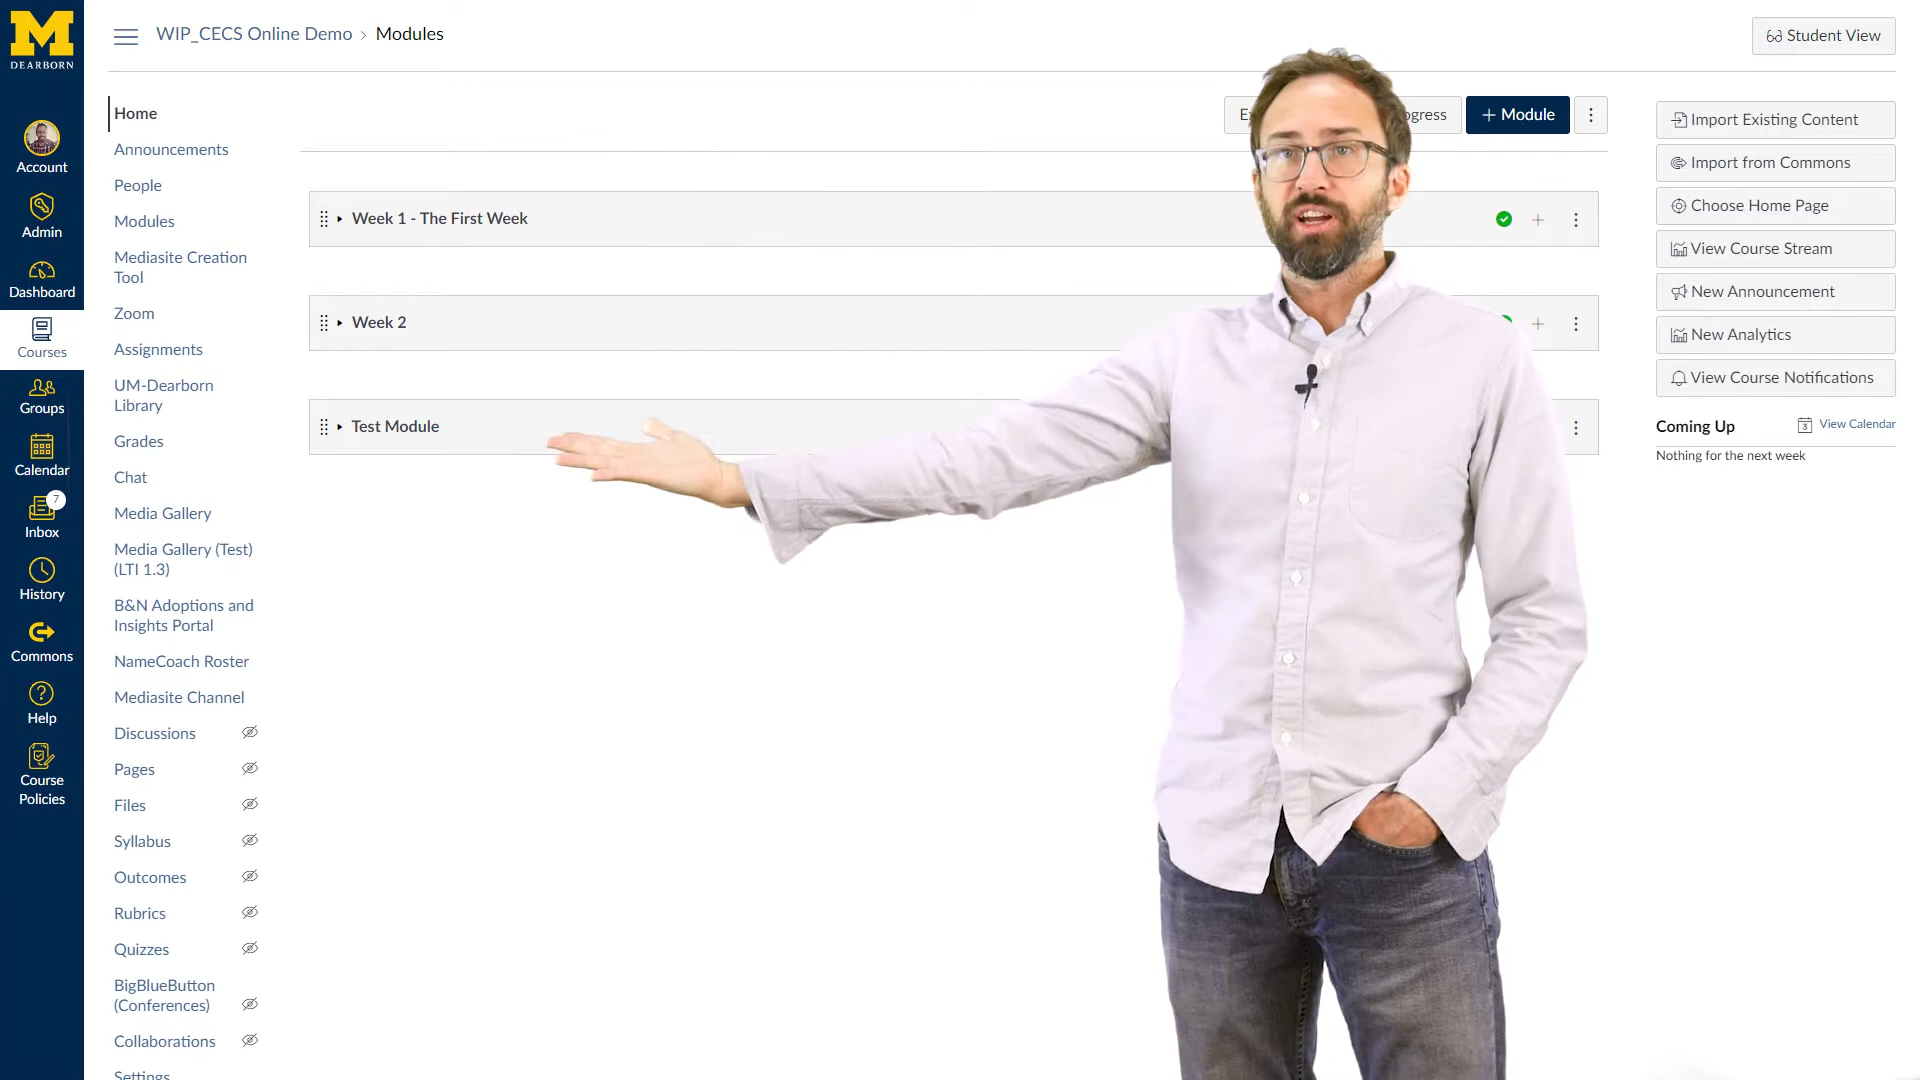 M
DEARBORN
WIP_CECS Online Demo › Modules
Student View
Account
Admin
Dashboard
Courses
Groups
Calendar
7
Inbox
History
Commons
Help
Course
Policies
Home
Announcements
People
Modules
Mediasite Creation
Tool
Zoom
Assignments
UM-Dearborn
Library
Grades
Chat
Media Gallery
Media Gallery (Test)
(LTI 1.3)
B&N Adoptions and
Insights Portal
NameCoach Roster
Mediasite Channel
Discussions
Pages
Files
Syllabus
Outcomes
Rubrics
Quizzes
BigBlueButton
(Conferences)
Collaborations
Settings
+ Module
Week 1 - The First Week
Week 2
Test Module
Import Existing Content
Import from Commons
Choose Home Page
View Course Stream
New Announcement
New Analytics
View Course Notifications
Coming Up
View Calendar
Nothing for the next week